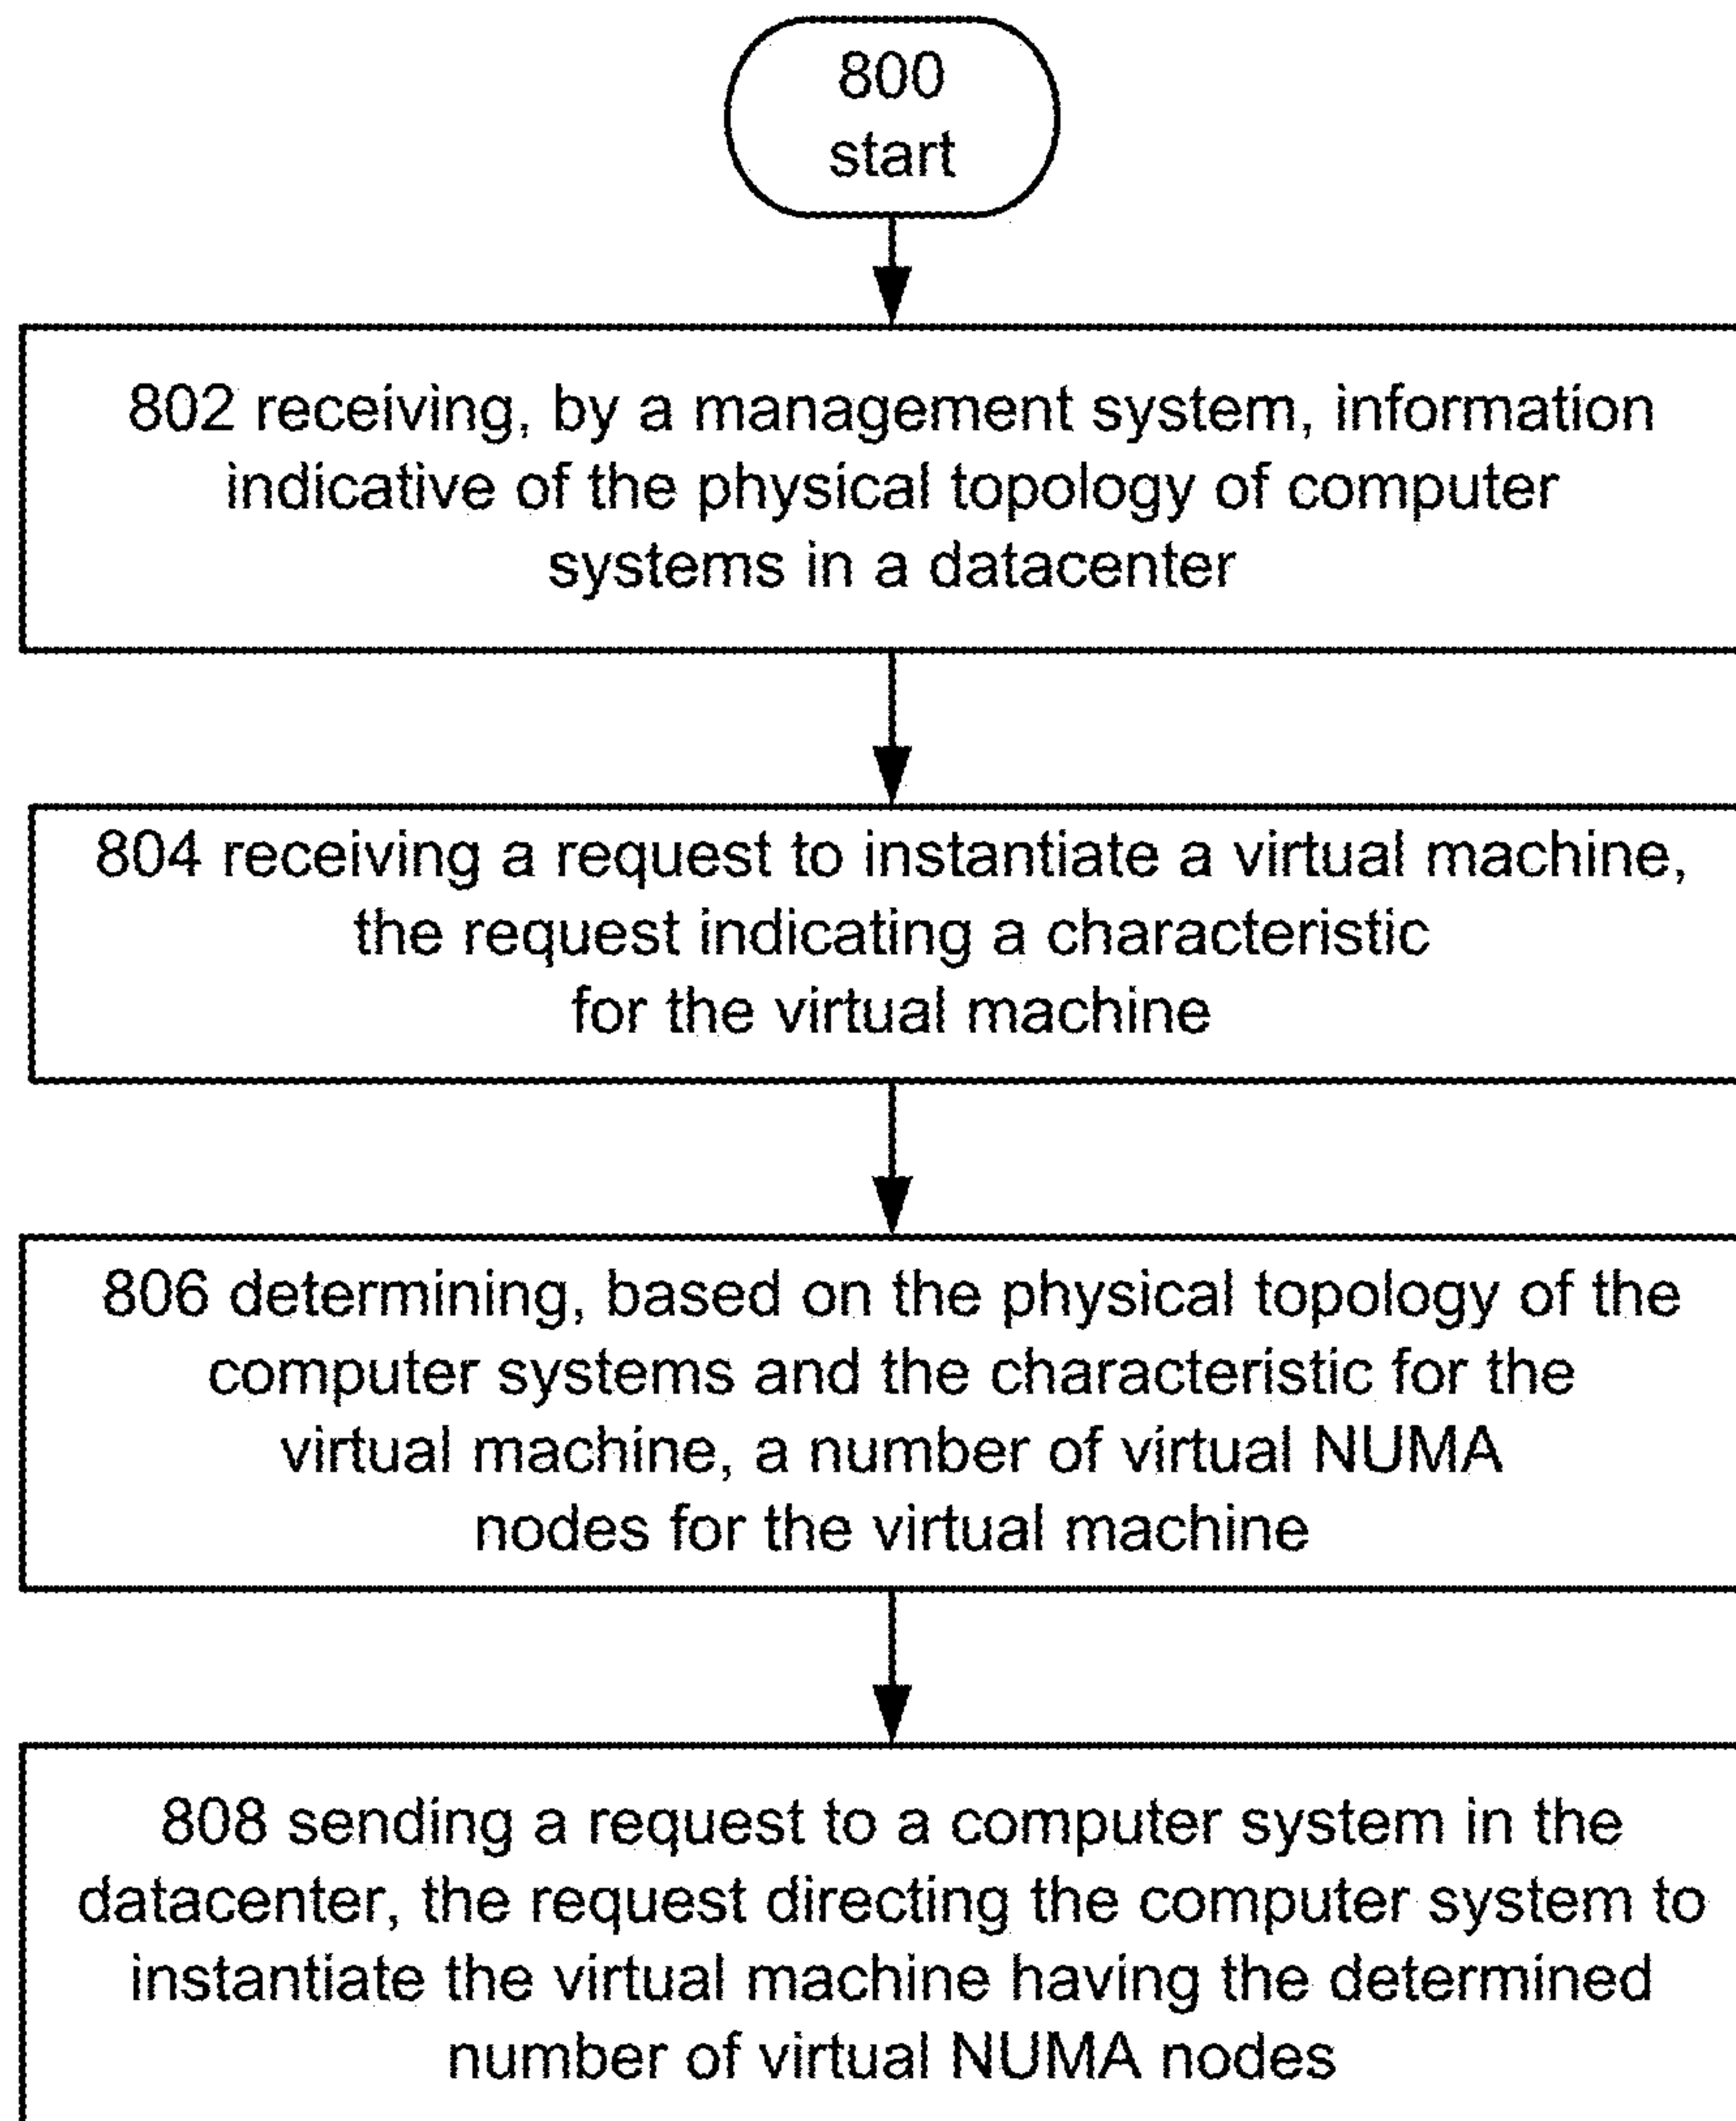 800
start
802 receiving, by a management system, information
indicative of the physical topology of computer
systems in a datacenter
804 receiving a request to instantiate a virtual machine,
the request indicating a characteristic
for the virtual machine
806 determining, based on the physical topology of the
computer systems and the characteristic for the
virtual machine, a number of virtual NUMA
nodes for the virtual machine
808 sending a request to a computer system in the
datacenter, the request directing the computer system to
instantiate the virtual machine having the determined
number of virtual NUMA nodes